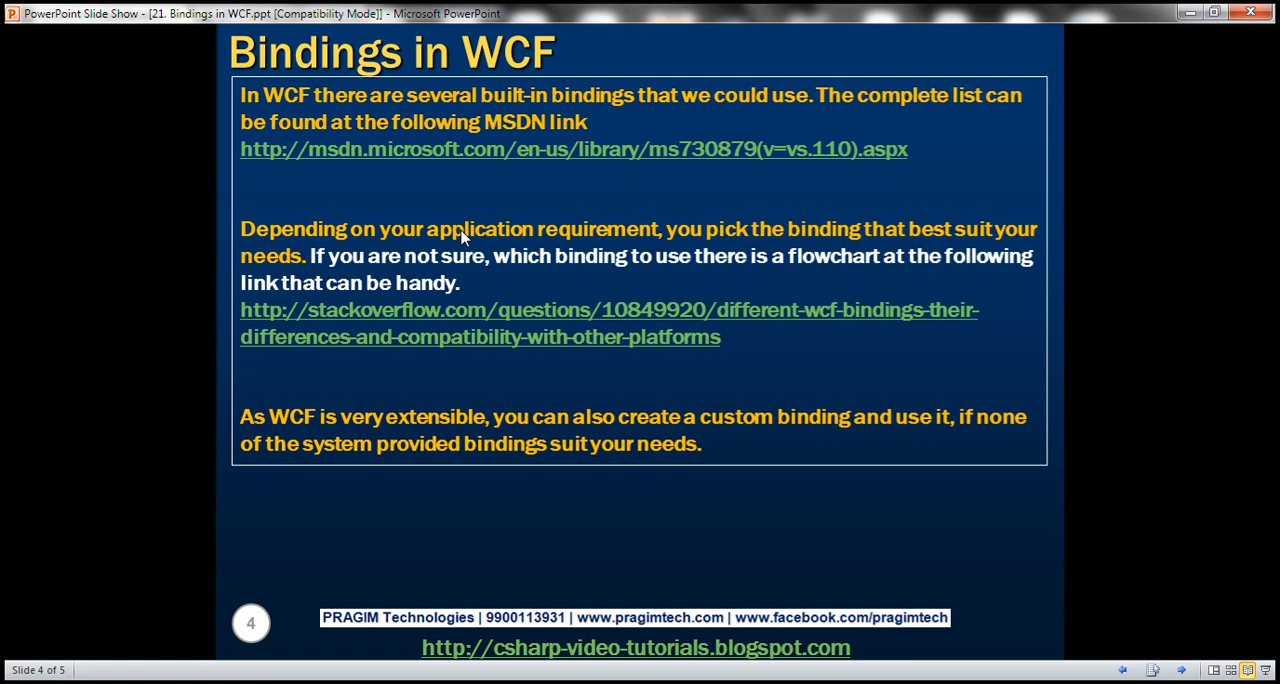 PowerPoint Slide Show - [21. Bindings in WCF.ppt [Compatibility Mode]] - Microsoft PowerPoint
Bindings in WCF
In WCF there are several built-in bindings that we could use. The complete list can
be found at the following MSDN link
http://msdn.microsoft.com/en-us/library/ms730879(v=vs.110).aspx
Depending on your application requirement, you pick the binding that best suit your
needs. If you are not sure, which binding to use there is a flowchart at the following
link that can be handy.
http://stackoverflow.com/questions/10849920/different-wcf-bindings-their-
differences-and-compatibility-with-other-platforms
As WCF is very extensible, you can also create a custom binding and use it, if none
of the system provided bindings suit your needs.
4
PRAGIM Technologies | 9900113931 | www.pragimtech.com | www.facebook.com/pragimtech
http://csharp-video-tutorials.blogspot.com
Slide 4 of 5